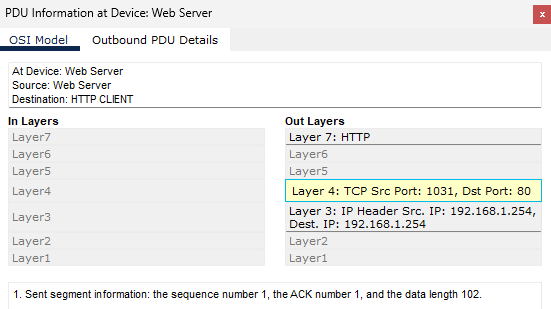 PDU Information at Device: Web Server
x
OSI Model Outbound PDU Details
At Device: Web Server
Source: Web Server
Destination: HTTP CLIENT
In Layers
Layer7
Layer6
Layer5
Layer4
Layer3
Layer2
Layer1
Out Layers
Layer 7: HTTP
Layer6
Layer5
Layer 4: TCP Src Port: 1031, Dst Port: 80
Layer 3: IP Header Src. IP: 192.168.1.254,
Dest. IP: 192.168.1.254
Layer2
Layer1
1. Sent segment information: the sequence number 1, the ACK number 1, and the data length 102.